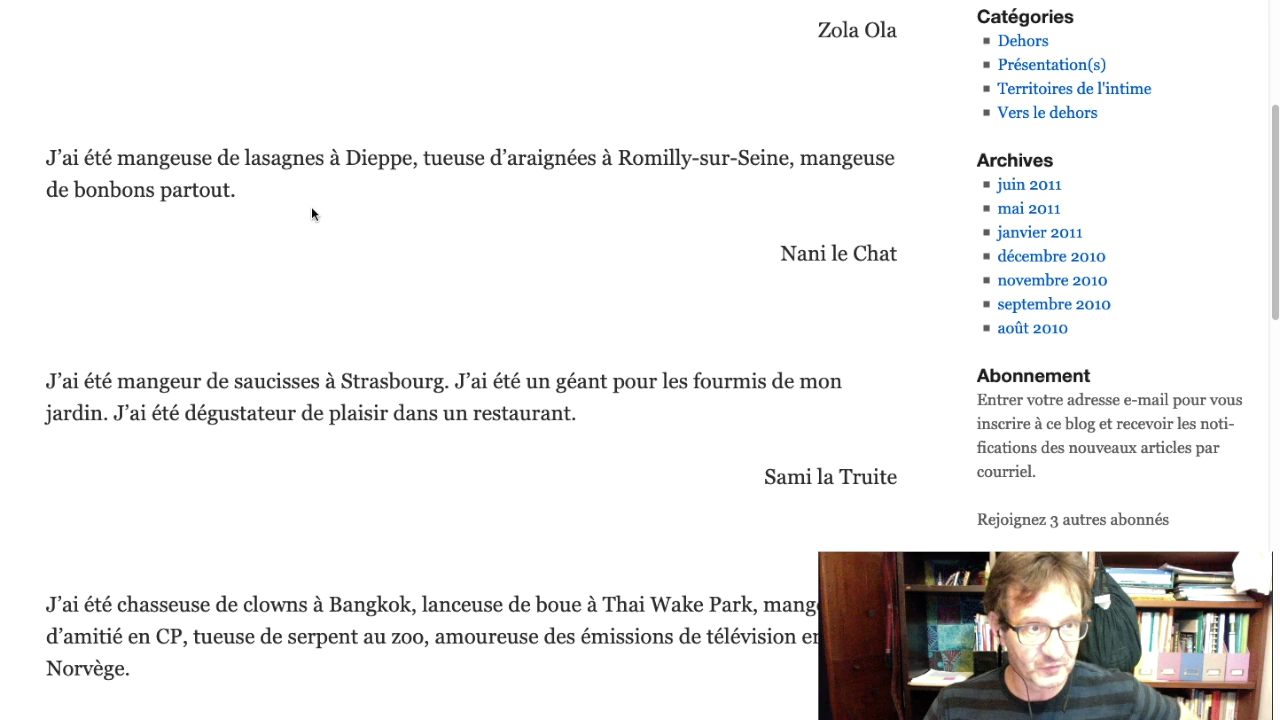 Zola Ola
J'ai été mangeuse de lasagnes à Dieppe, tueuse d'araignées à Romilly-sur-Seine, mangeuse
de bonbons partout.
Nani le Chat
J'ai été mangeur de saucisses à Strasbourg. J'ai été un géant pour les fourmis de mon
jardin. J'ai été dégustateur de plaisir dans un restaurant.
Sami la Truite
J'ai été chasseuse de clowns à Bangkok, lanceuse de boue à Thai Wake Park,
d'amitié en CP, tueuse de serpent au zoo, amoureuse des émissions de télévision
Norvège.
Catégories
Dehors
Présentation(s)
Territoires de l'intime
Vers le dehors
Archives
juin 2011
mai 2011
janvier 2011
décembre 2010
novembre 2010
septembre 2010
août 2010
Abonnement
Entrer votre adresse e-mail pour vous
inscrire à ce blog et recevoir les noti-
fications des nouveaux articles par
courriel.
Rejoignez 3 autres abonnés